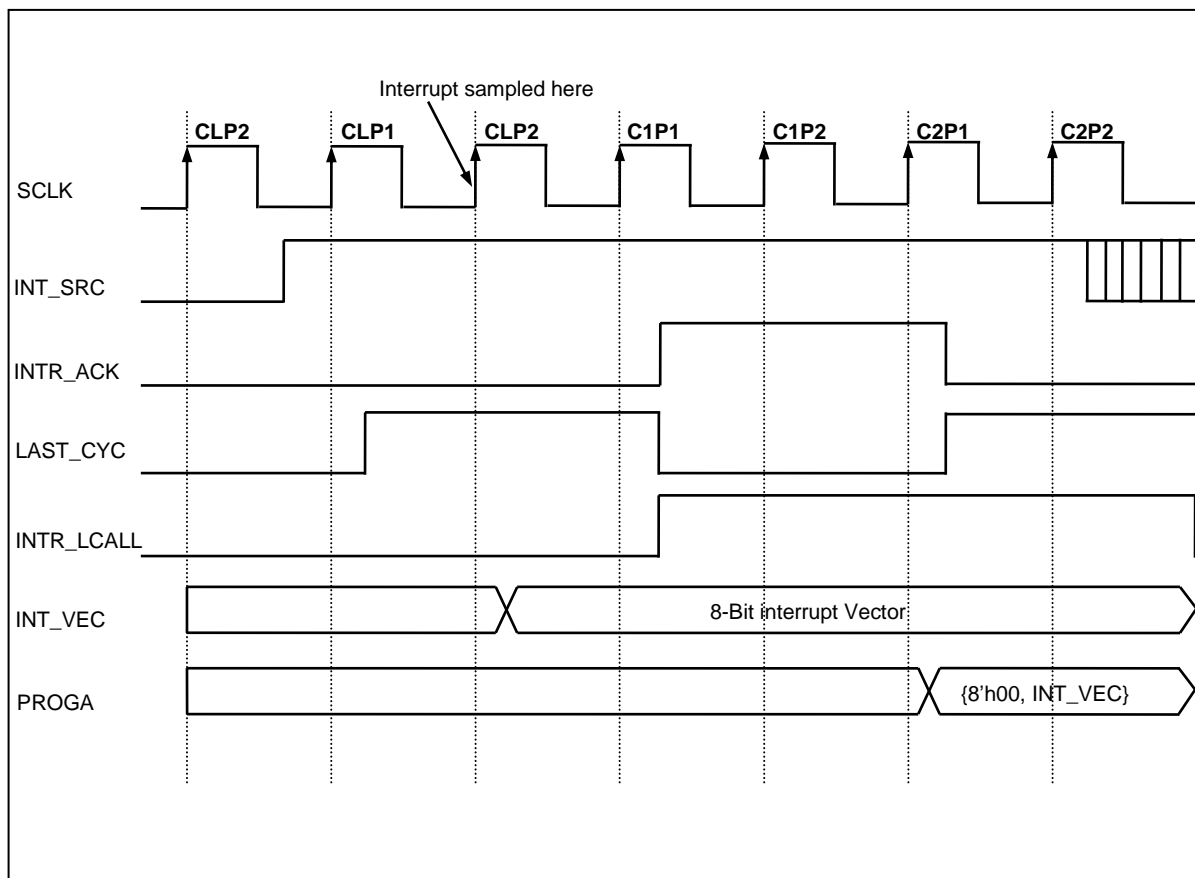 Interrupt sampled here
CLP2 CLP1 CLP2 C1P1 C1P2 C2P1 C2P2
SCLK
INT_SRC
INTR_ACK
LAST_CYC
INTR_LCALL
INT_VEC 8-Bit interrupt Vector
PROGA {8'h00, INT_VEC}